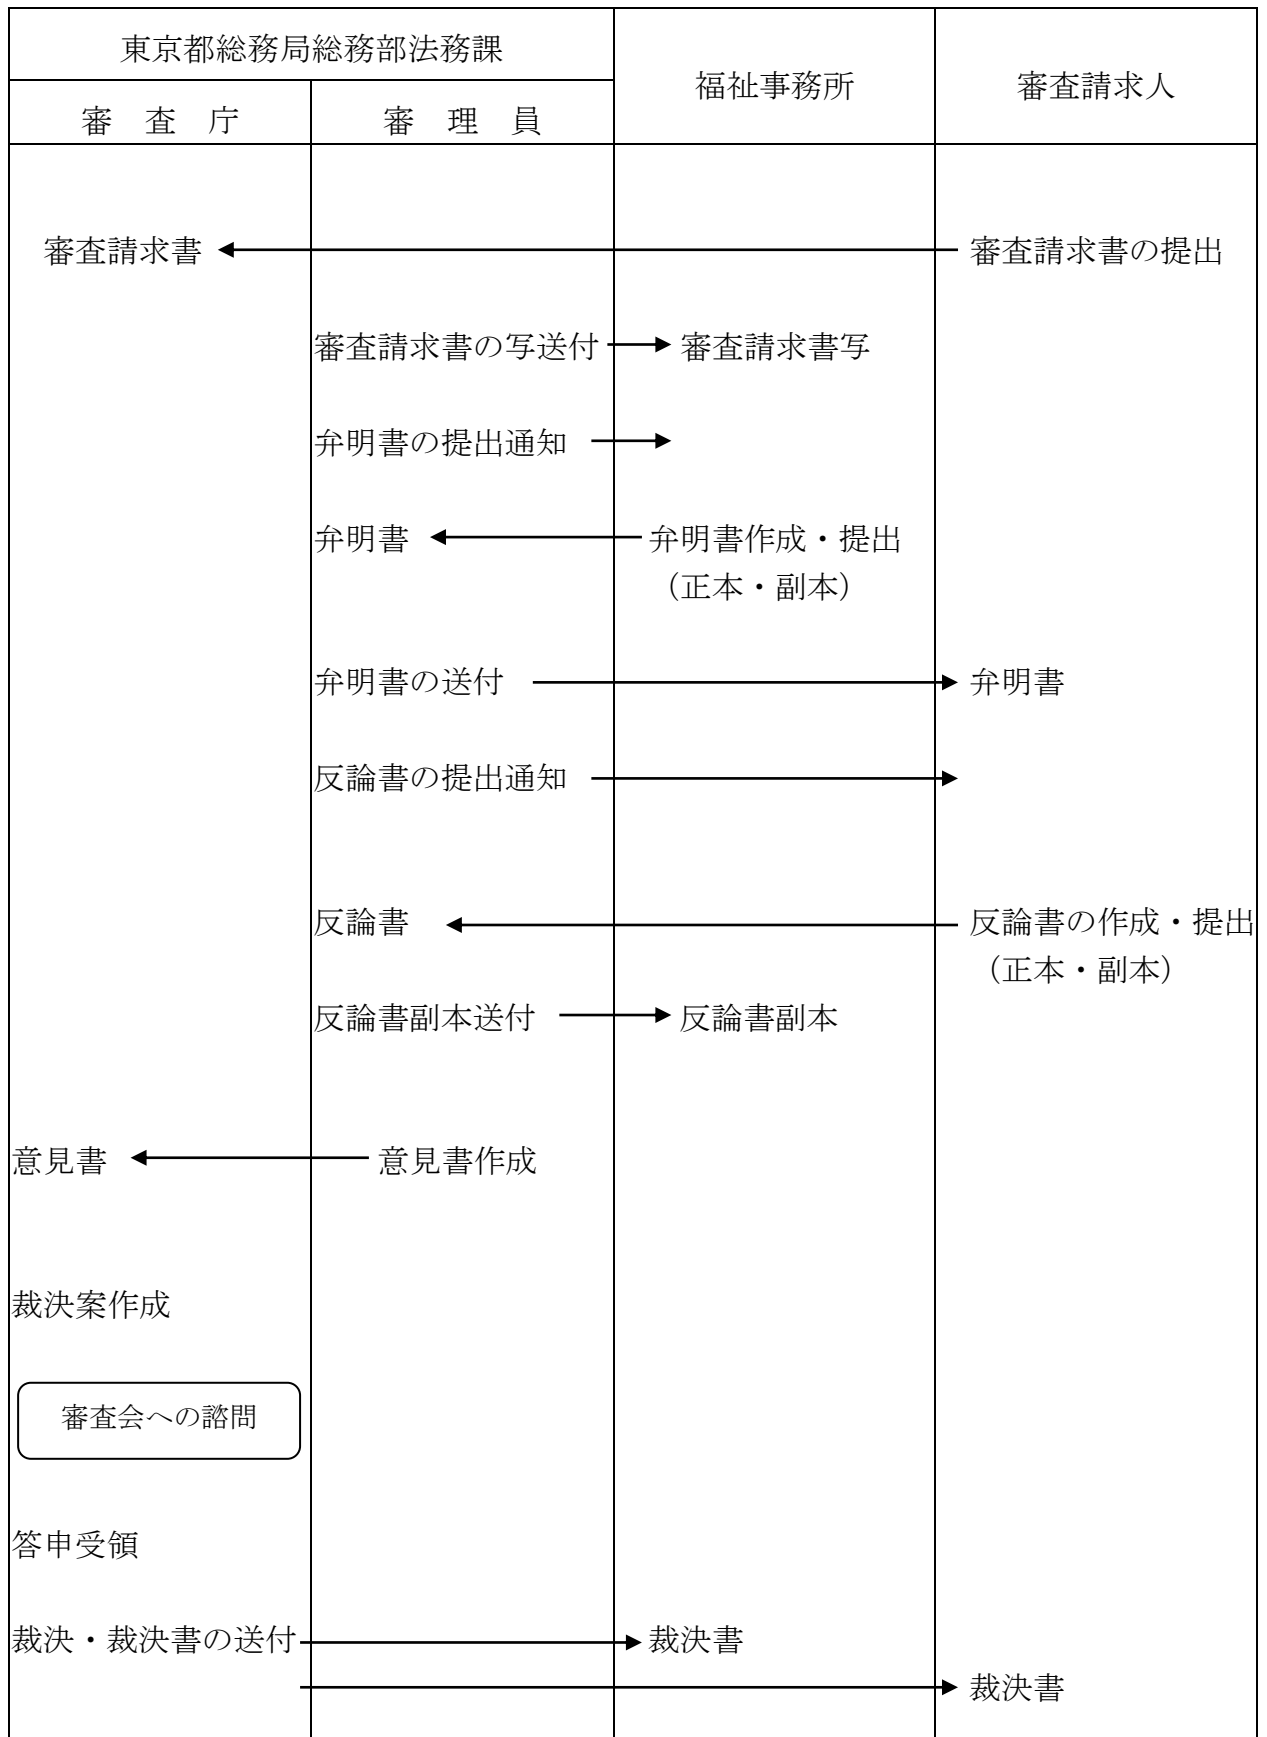 東京都総務局総務部法務課
福祉事務所
審査請求人
審　査　庁
審　理　員
審査請求書
審査請求書の提出
審査請求書の写送付
審査請求書写
弁明書の提出通知
弁明書
弁明書作成・提出
（正本・副本）
弁明書の送付
弁明書
反論書の提出通知
反論書
反論書の作成・提出
（正本・副本）
反論書副本送付
反論書副本
意見書
意見書作成
裁決案作成
審査会への諮問
答申受領
裁決・裁決書の送付
裁決書
裁決書